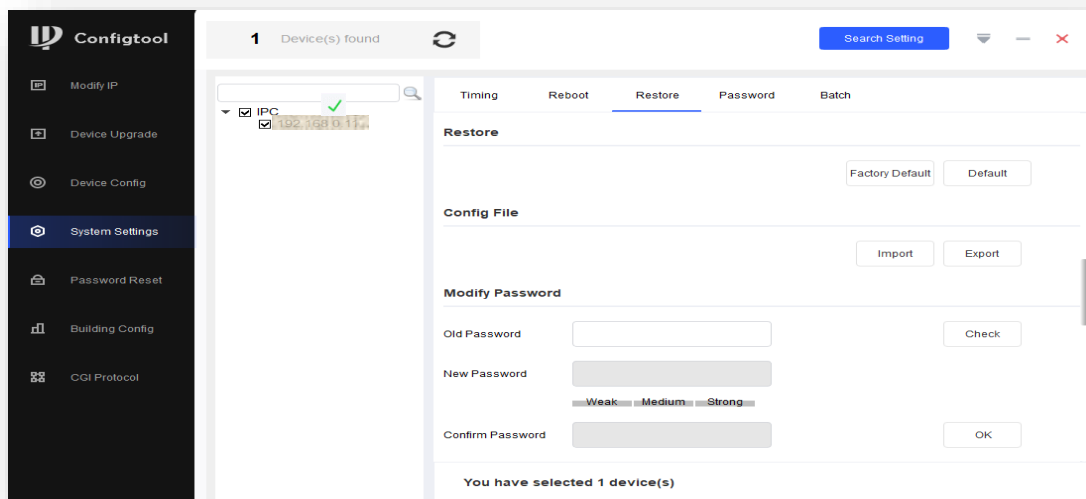 Configtool
1 Device(s) found
Search Setting
IP
Modify IP
Device Upgrade
Device Config
System Settings
Password Reset
Building Config
CGI Protocol
IPC
Timing Reboot Restore Password Batch
Restore
Factory Default Default
Config File
Import Export
Modify Password
Old Password Check
New Password
Weak Medium Strong
Confirm Password OK
You have selected 1 device(s)